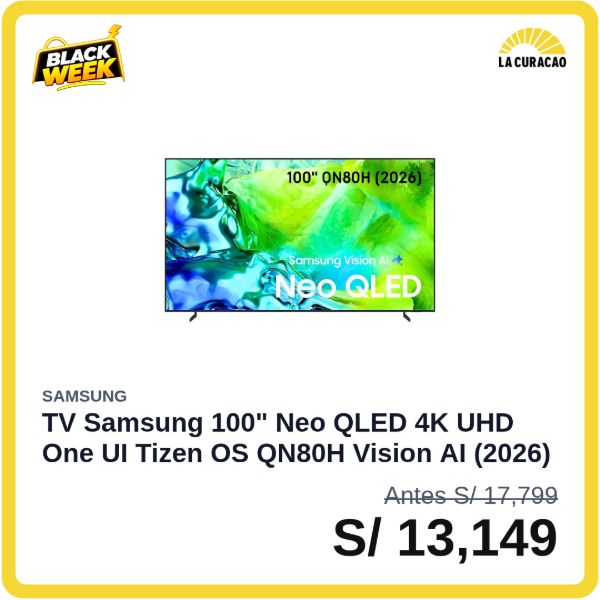 BLACK
WEEK
LA CURACAO
100" QN80H (2026)
Samsung Vision AI
Neo QLED
SAMSUNG
TV Samsung 100" Neo QLED 4K UHD
One UI Tizen OS QN80H Vision AI (2026)
Antes S/ 17,799
S/ 13,149